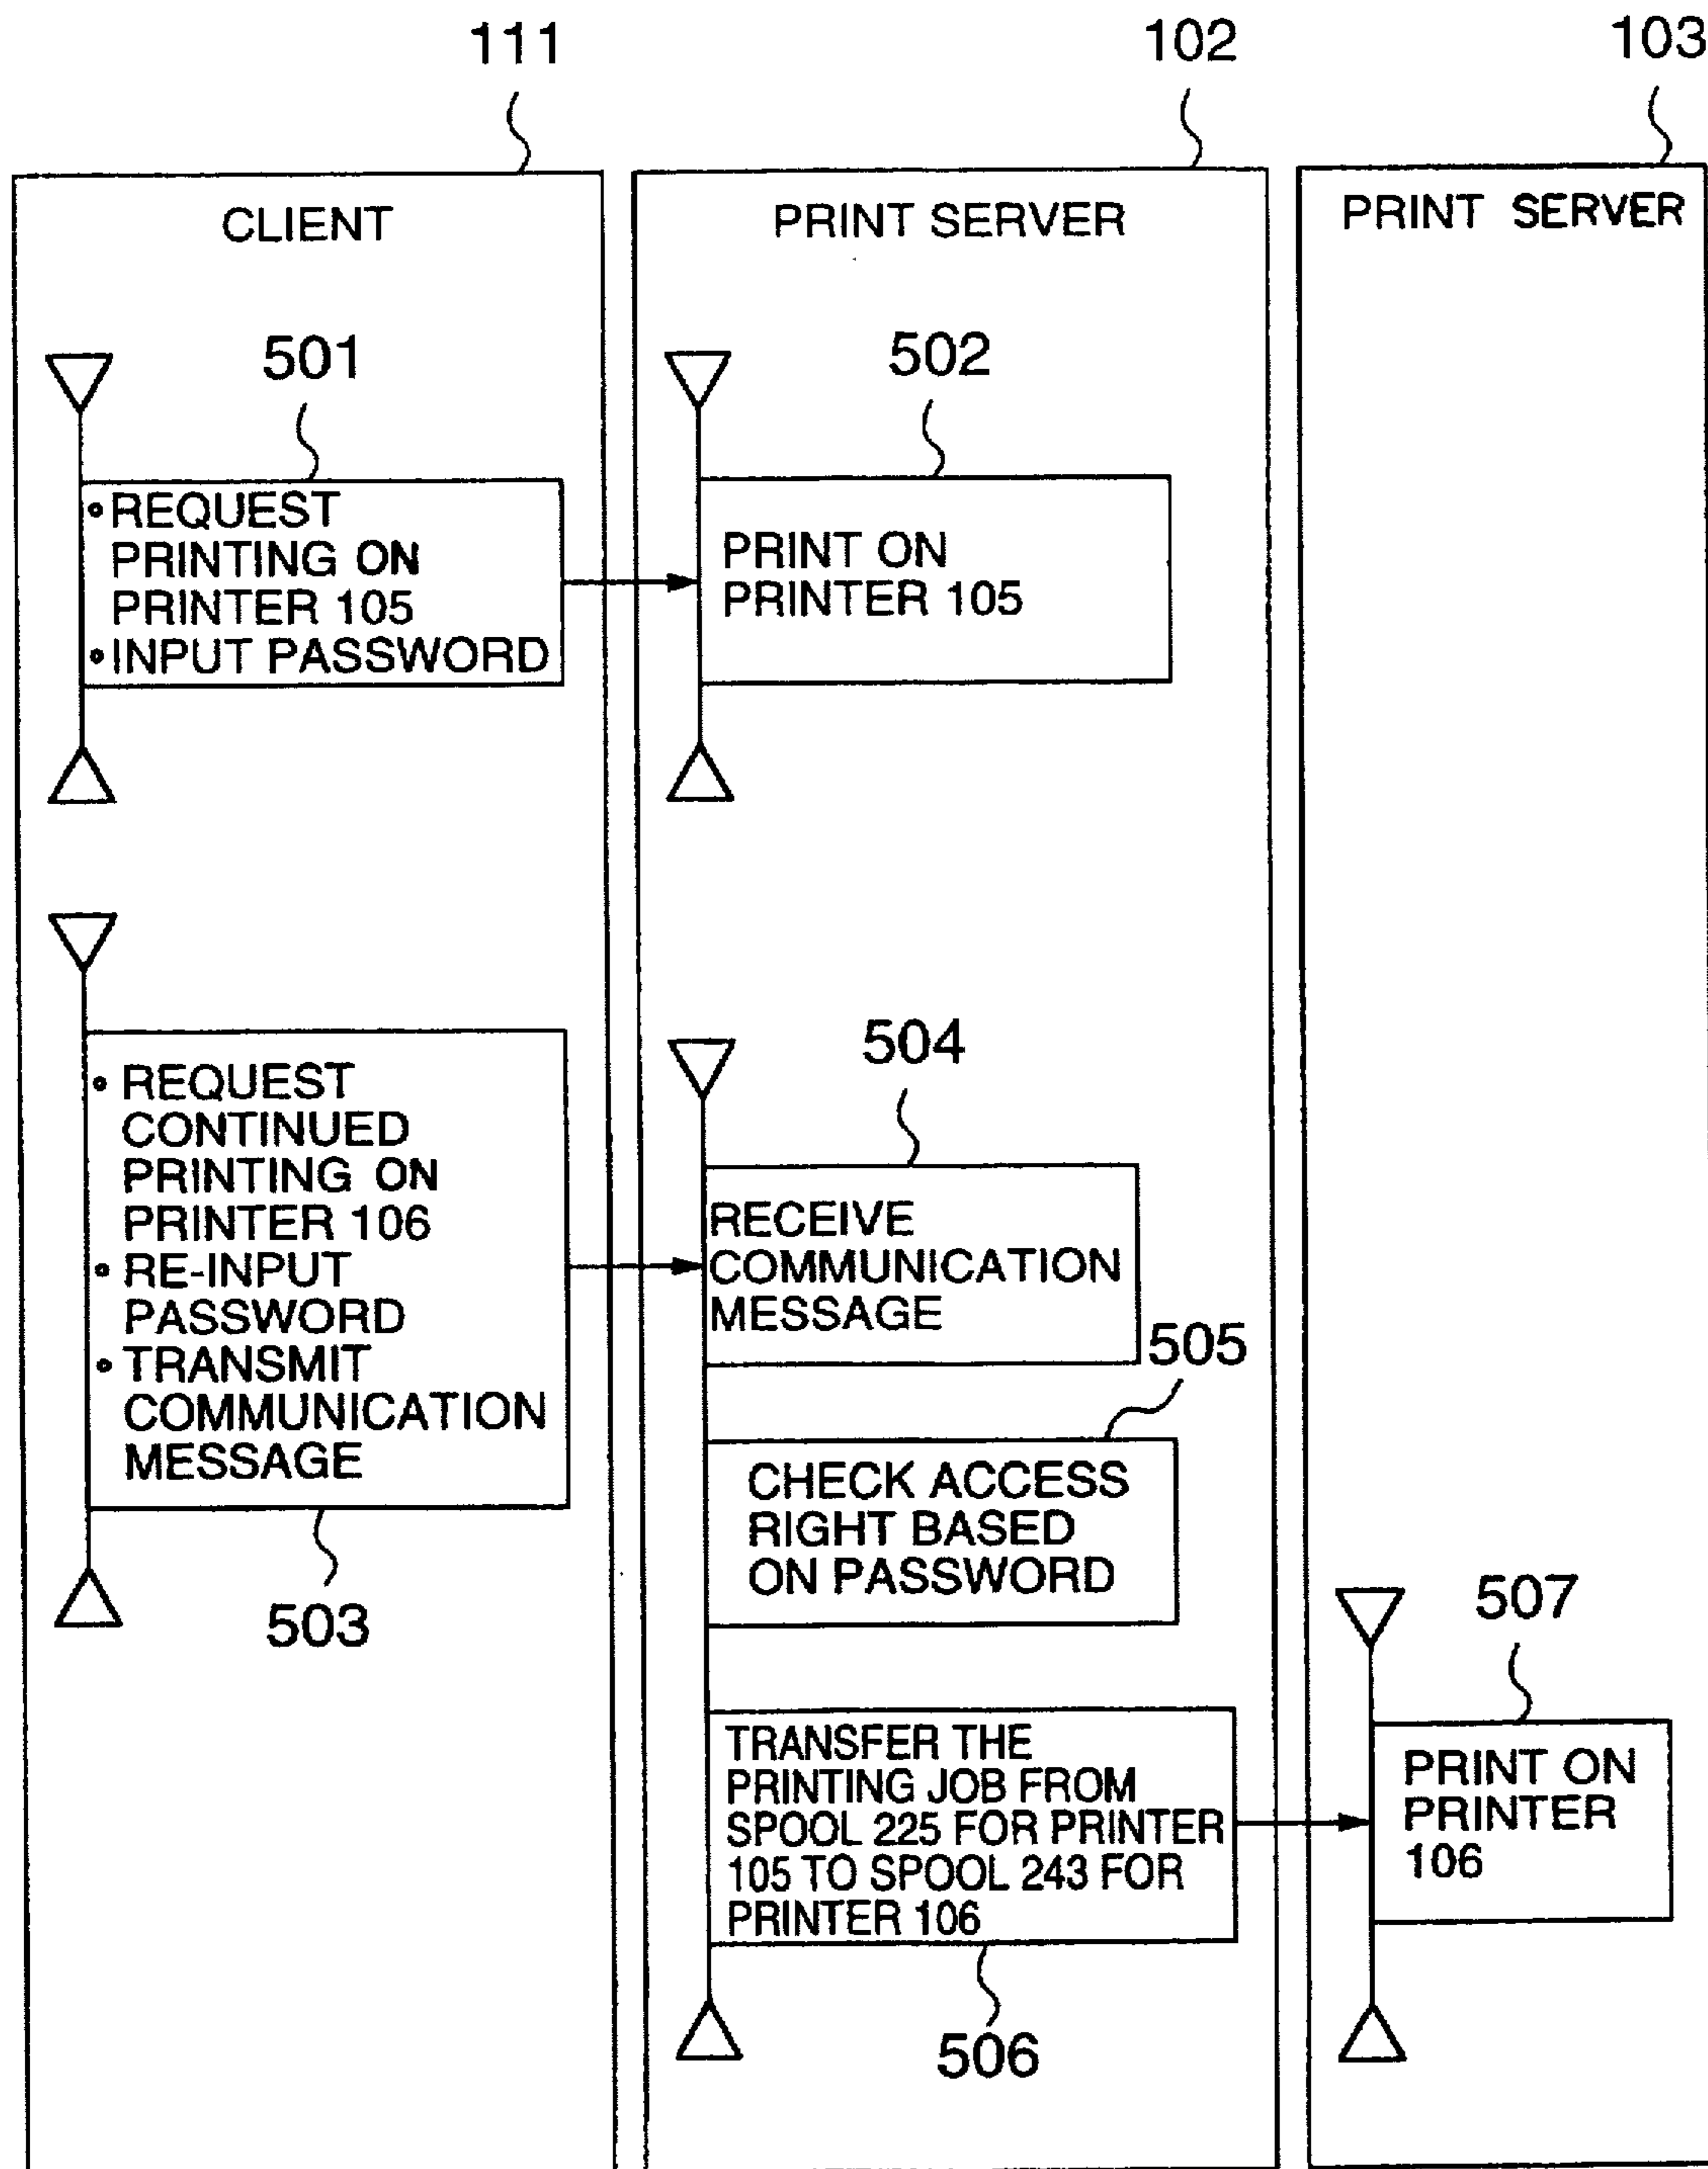 111
102
103
CLIENT
PRINT SERVER
PRINT SERVER
501
502
• REQUEST
PRINTING ON
PRINTER 105
• INPUT PASSWORD
PRINT ON
PRINTER 105
• REQUEST
CONTINUED
PRINTING ON
PRINTER 106
• RE-INPUT
PASSWORD
• TRANSMIT
COMMUNICATION
MESSAGE
503
504
RECEIVE
COMMUNICATION
MESSAGE
505
CHECK ACCESS
RIGHT BASED
ON PASSWORD
TRANSFER THE
PRINTING JOB FROM
SPOOL 225 FOR PRINTER
105 TO SPOOL 243 FOR
PRINTER 106
506
507
PRINT ON
PRINTER
106